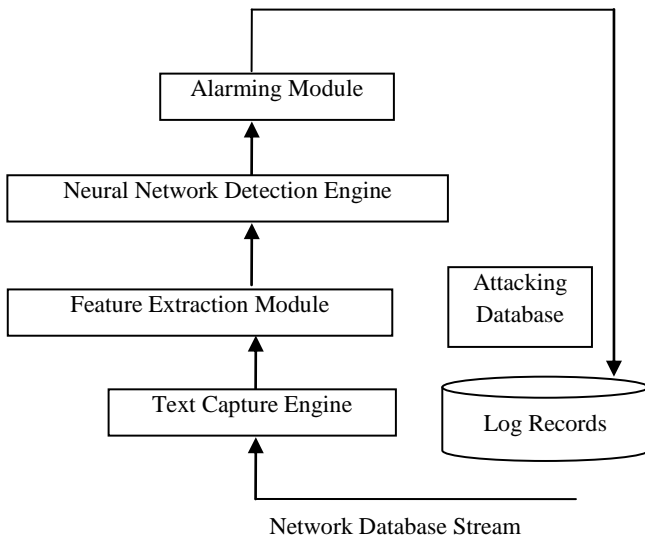 Alarming Module
Neural Network Detection Engine
Feature Extraction Module
Attacking
Database
Text Capture Engine
Log Records
Network Database Stream